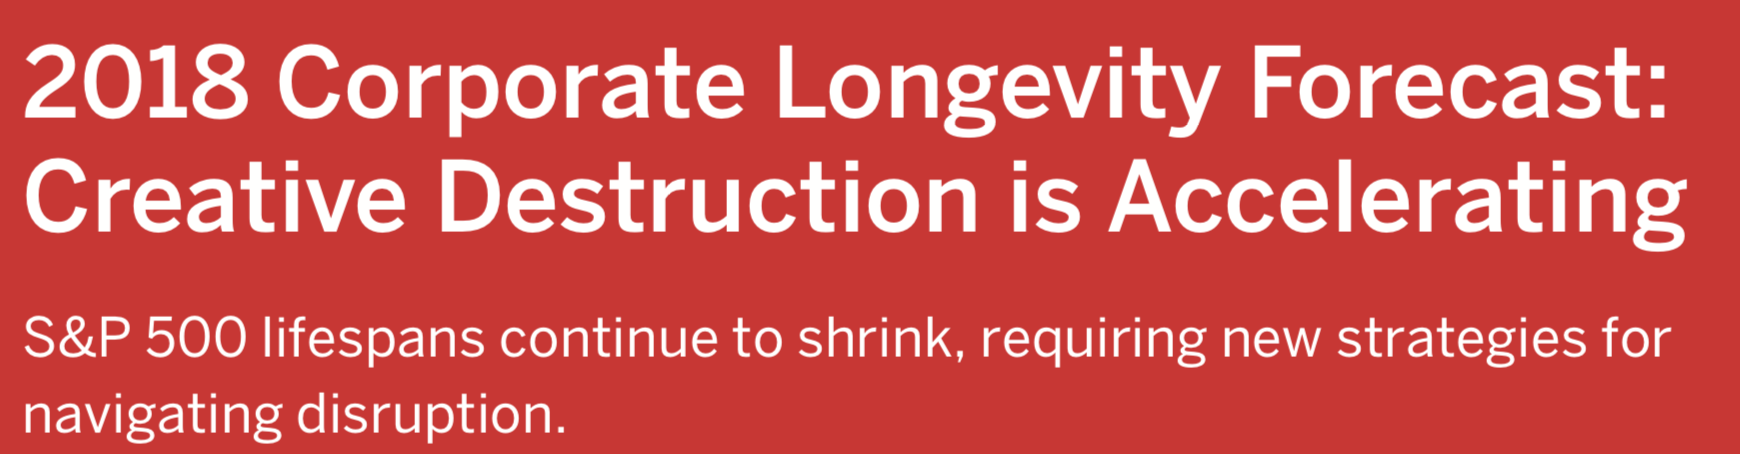 2018 Corporate Longevity Forecast:
Creative Destruction is Accelerating
S&P 500 lifespans continue to shrink, requiring new strategies for
navigating disruption.